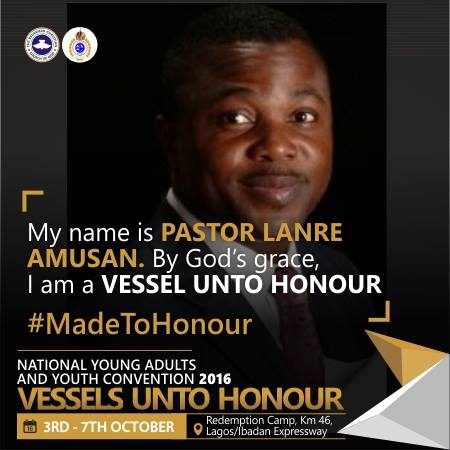 My name is PASTOR LANRE
AMUSAN. By God's grace,
I am a VESSEL UNTO HONOUR
#MadeToHonour
NATIONAL YOUNG ADULTS
AND YOUTH CONVENTION 2016
VESSELS UNTO HONOUR
3RD - 7TH OCTOBER
Redemption Camp, Km 46,
Lagos/Ibadan Expressway